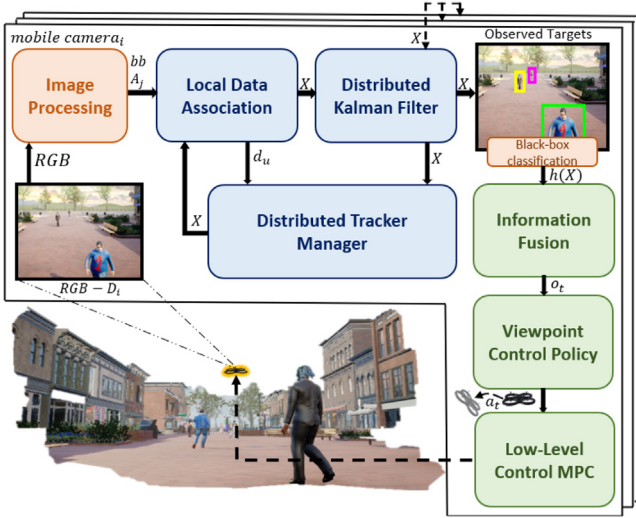 mobile camera_i
Observed Targets
Image
Processing
bb
A_j
Local Data
Association
X
Distributed
Kalman Filter
X
X
Black-box
classification
RGB
d_u
X
h(X)
X
Distributed Tracker
Manager
Information
Fusion
RGB − D_i
o_t
Viewpoint
Control Policy
a_t
Low-Level
Control MPC